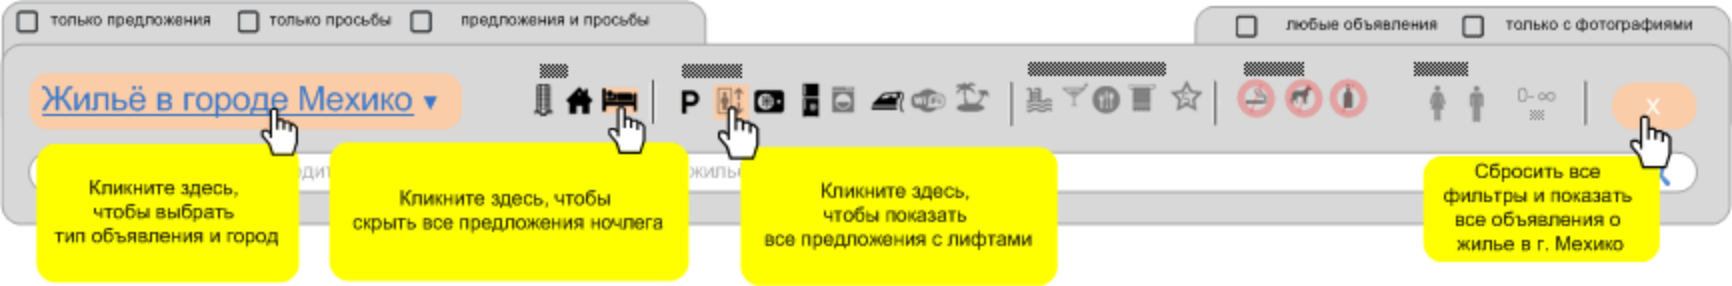 только предложения только просьбы предложения и просьбы
любые объявления только с фотографиями
Жильё в городе Мехико ▼
P
0-∞
X
Кликните здесь,
чтобы выбрать
тип объявления и город
Кликните здесь, чтобы
скрыть все предложения ночлега
Кликните здесь,
чтобы показать
все предложения с лифтами
Сбросить все
фильтры и показать
все объявления о
жилье в г. Мехико